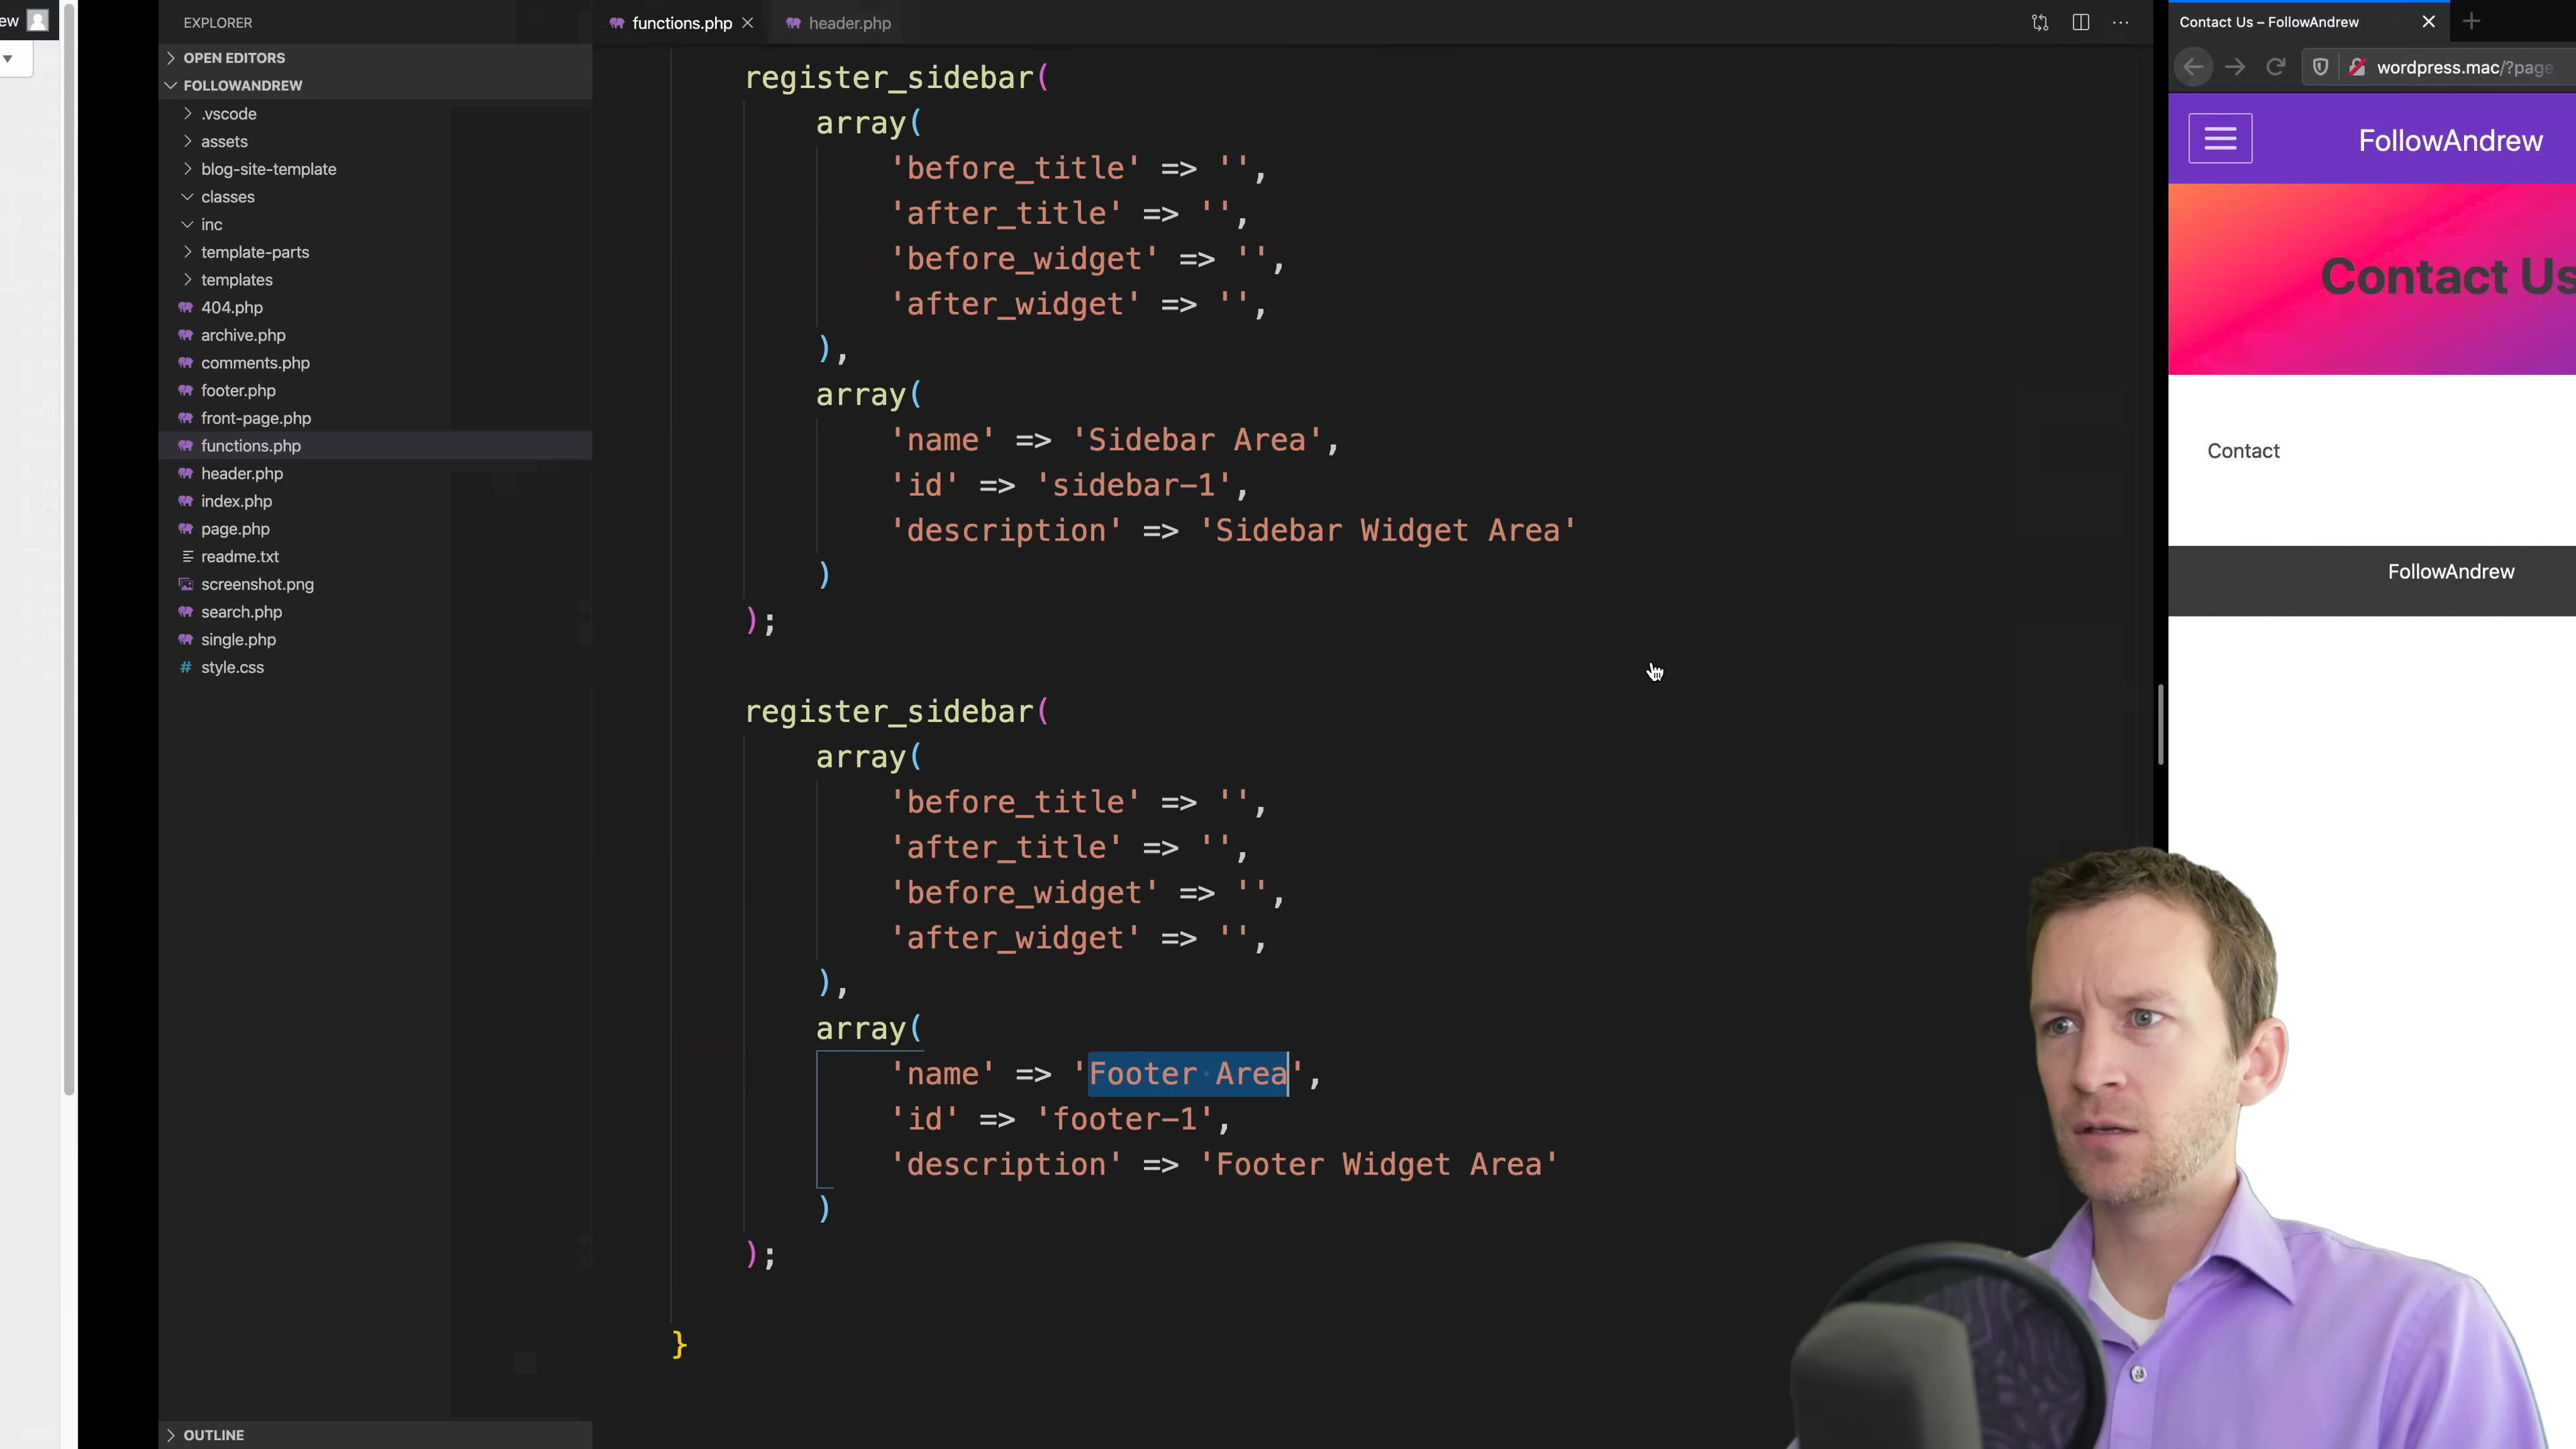 ew
EXPLORER
OPEN EDITORS
FOLLOWANDREW
.vscode
assets
blog-site-template
classes
inc
template-parts
templates
404.php
archive.php
comments.php
footer.php
front-page.php
functions.php
header.php
index.php
page.php
readme.txt
screenshot.png
search.php
single.php
# style.css
OUTLINE
functions.php
header.php
register_sidebar(
array(
'before_title' => '',
'after_title' => '',
'before_widget' => '',
'after_widget' => '',
),
array(
'name' => 'Sidebar Area',
'id' => 'sidebar-1',
'description' => 'Sidebar Widget Area'
)
);
register_sidebar(
array(
'before_title' => '',
'after_title' => '',
'before_widget' => '',
'after_widget' => '',
),
array(
'name' => 'Footer Area',
'id' => 'footer-1',
'description' => 'Footer Widget Area'
)
);
}
Contact Us – FollowAndrew
wordpress.mac/?page
FollowAndrew
Contact Us
Contact
FollowAndrew